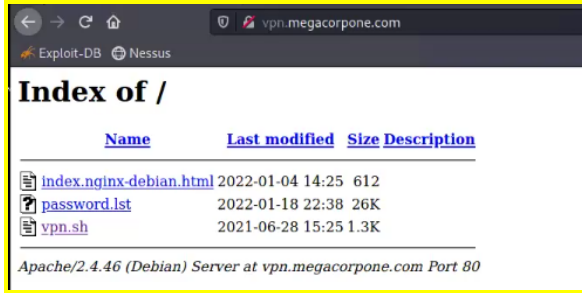 vpn.megacorpone.com
Exploit-DB Nessus
Index of /
Name Last modified Size Description
index.nginx-debian.html 2022-01-04 14:25 612
password.lst 2022-01-18 22:38 26K
vpn.sh 2021-06-28 15:25 1.3K
Apache/2.4.46 (Debian) Server at vpn.megacorpone.com Port 80